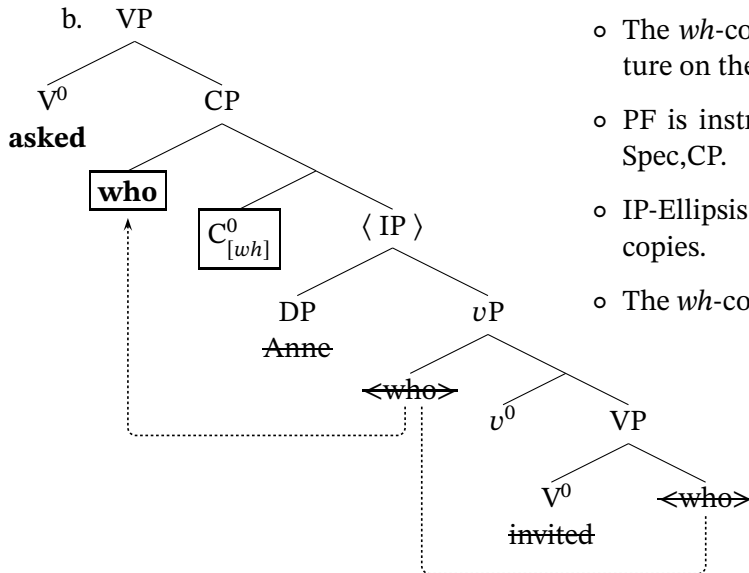 b. VP
V⁰ CP
asked
who
C⁰[wh] ⟨ IP ⟩
DP vP
Anne
<who> v⁰ VP
V⁰ <who>
invited
∘ The wh-co
ture on the
∘ PF is instr
Spec,CP.
∘ IP-Ellipsis
copies.
∘ The wh-co